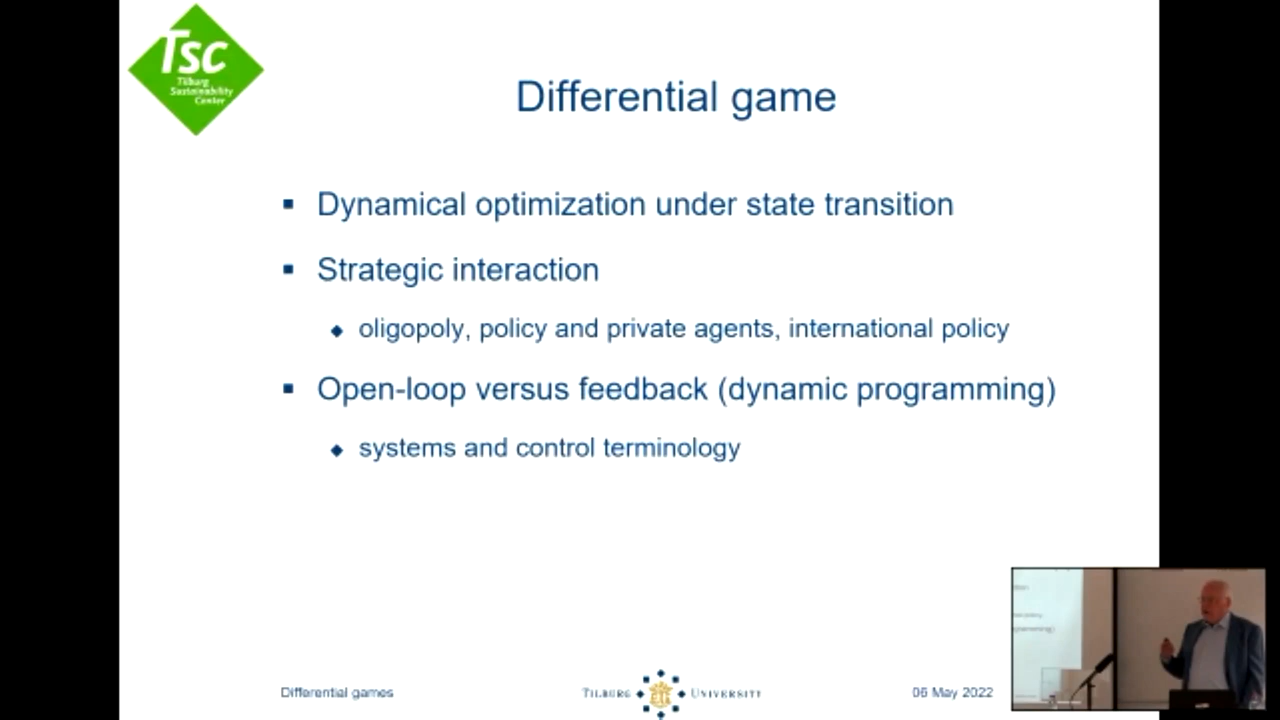 Tsc
Tilburg
Sustainability
Center
Differential game
Dynamical optimization under state transition
Strategic interaction
oligopoly, policy and private agents, international policy
Open-loop versus feedback (dynamic programming)
systems and control terminology
Differential games
TILBURG UNIVERSITY
06 May 2022